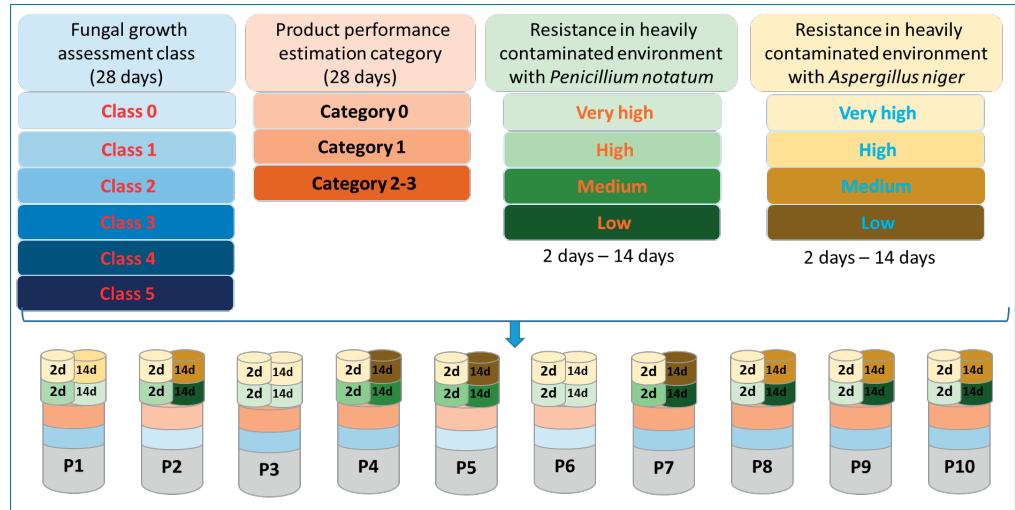 Fungal growth
assessment class
(28 days)
Product performance
estimation category
(28 days)
Resistance in heavily
contaminated environment
with Penicillium notatum
Resistance in heavily
contaminated environment
with Aspergillus niger
Class 0
Class 1
Class 2
Class 3
Class 4
Class 5
Category 0
Category 1
Category 2-3
Very high
High
Medium
Low
2 days – 14 days
Very high
High
Medium
Low
2 days – 14 days
2d 14d
2d 14d
P1
2d 14d
2d 14d
P2
2d 14d
2d 14d
P3
2d 14d
2d 14d
P4
2d 14d
2d 14d
P5
2d 14d
2d 14d
P6
2d 14d
2d 14d
P7
2d 14d
2d 14d
P8
2d 14d
2d 14d
P9
2d 14d
2d 14d
P10